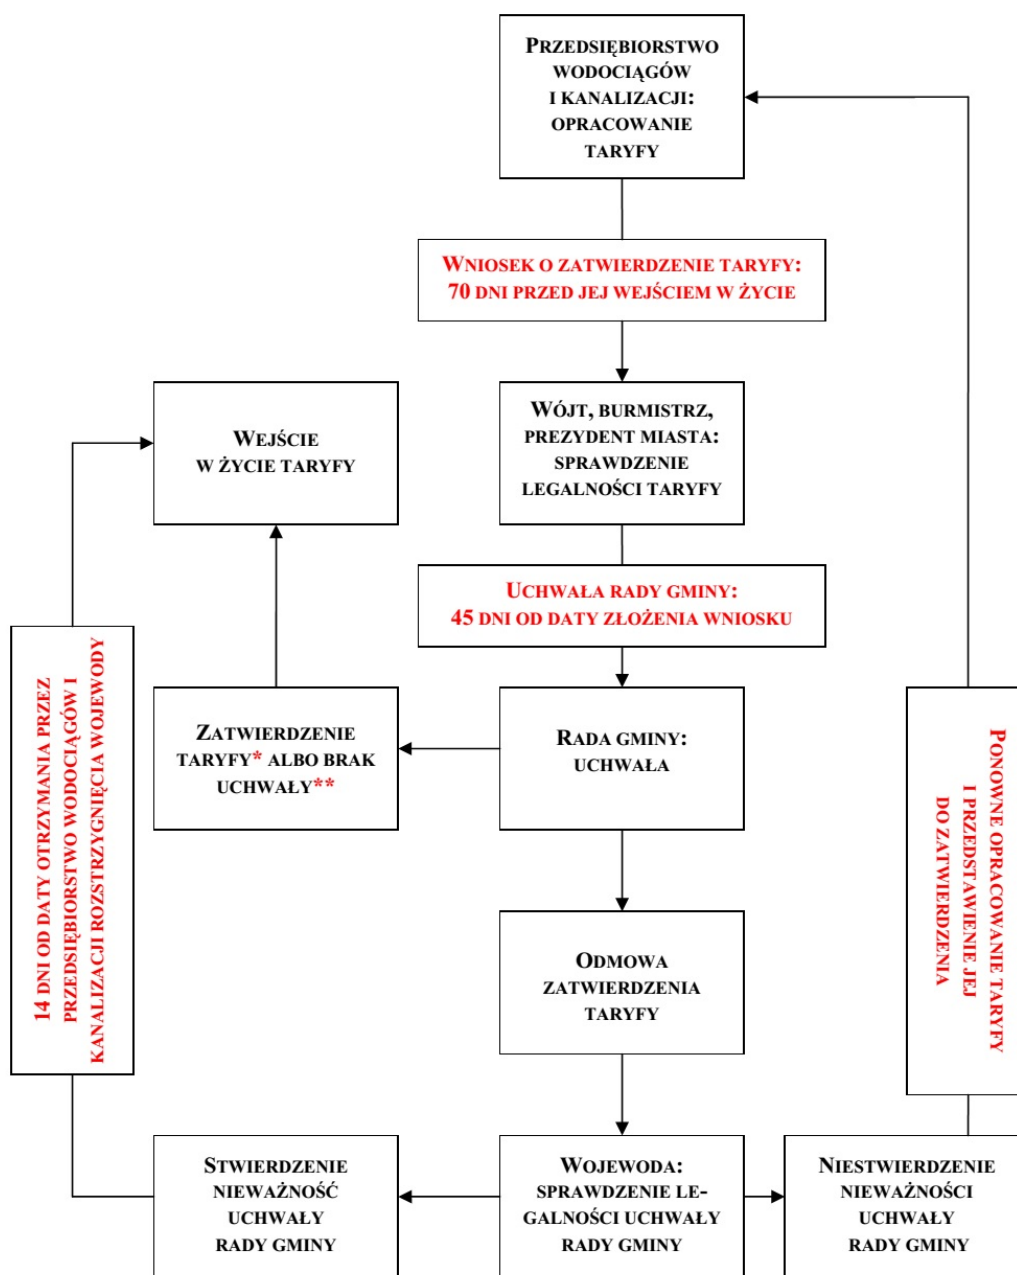 PRZEDSIĘBIORSTWO
WODOCIĄGÓW
I KANALIZACJI:
OPRACOWANIE
TARYFY
WNIOSEK O ZATWIERDZENIE TARYFY:
70 DNI PRZED JEJ WEJŚCIEM W ŻYCIE
WEJŚCIE
W ŻYCIE TARYFY
WÓJT, BURMISTRZ,
PREZYDENT MIASTA:
SPRAWDZENIE
LEGALNOŚCI TARYFY
UCHWAŁA RADY GMINY:
45 DNI OD DATY ZŁOŻENIA WNIOSKU
14 DNI OD DATY OTRZYMANIA PRZEZ
PRZEDSIĘBIORSTWO WODOCIĄGÓW I
KANALIZACJI ROZSTRZYGNIĘCIA WOJEWODY
ZATWIERDZENIE
TARYFY* ALBO BRAK
UCHWAŁY**
RADA GMINY:
UCHWAŁA
PONOWNE OPRACOWANIE TARYFY
I PRZEDSTAWIENIE JEJ
DO ZATWIERDZENIA
ODMOWA
ZATWIERDZENIA
TARYFY
STWIERDZENIE
NIEWAŻNOŚĆ
UCHWAŁY
RADY GMINY
WOJEWODA:
SPRAWDZENIE LE-
GALNOŚCI UCHWAŁY
RADY GMINY
NIESTWIERDZENIE
NIEWAŻNOŚCI
UCHWAŁY
RADY GMINY